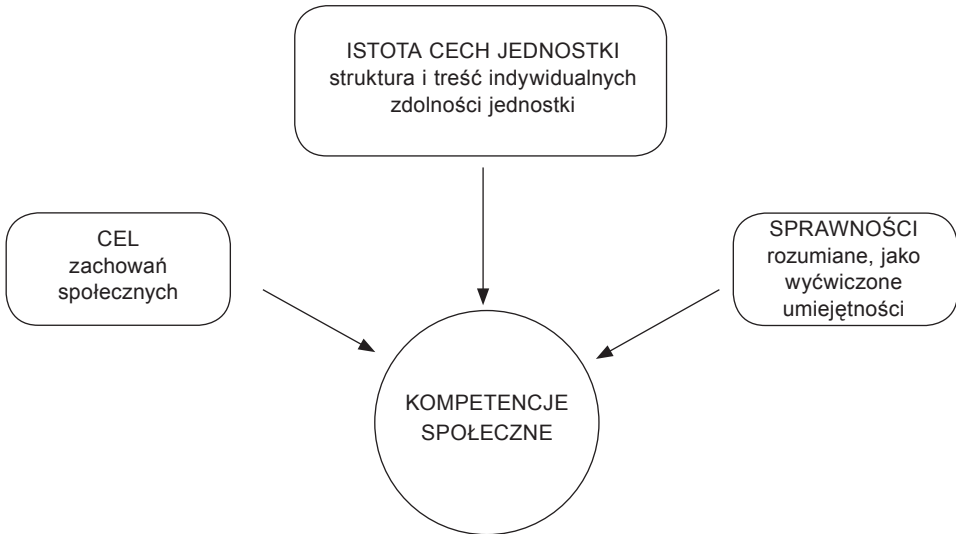 ISTOTA CECH JEDNOSTKI
struktura i treść indywidualnych
zdolności jednostki
CEL
zachowań
społecznych
SPRAWNOŚCI
rozumiane, jako
wyćwiczone
umiejętności
KOMPETENCJE
SPOŁECZNE